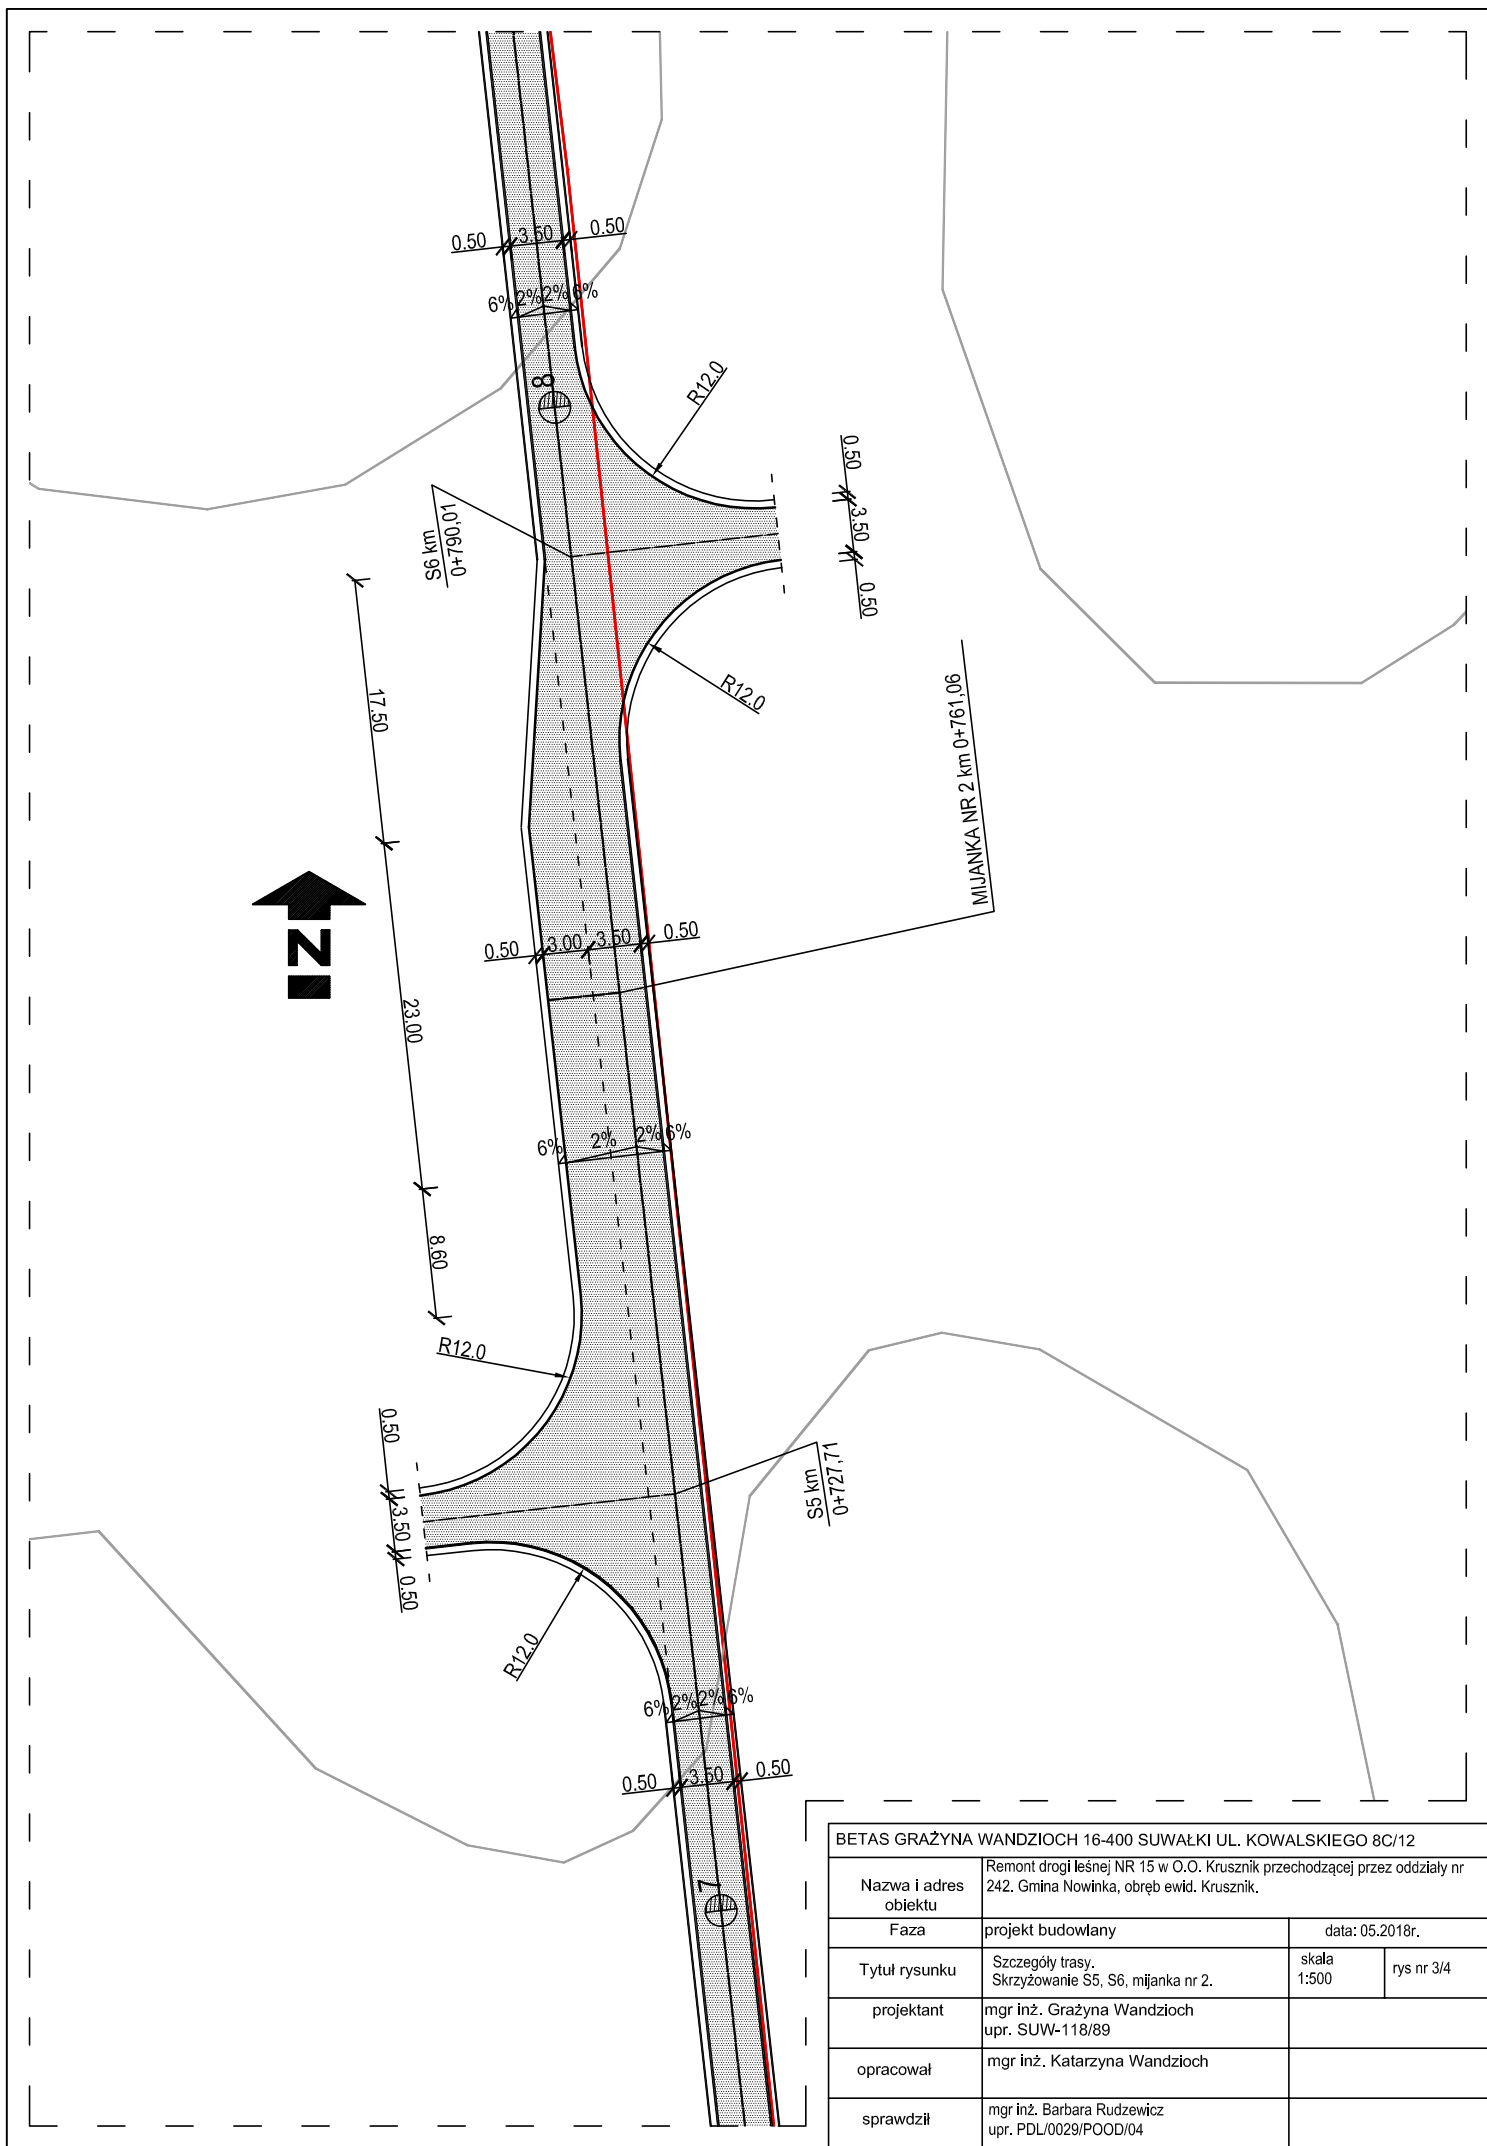 0.50
3.50
0.50
6%
2%
2%
6%
8
R12.0
0.50
3.50
0.50
S6 km
0+790,01
R12.0
17.50
MIJANKA NR 2 km 0+761,06
N
0.50
3.00
3.50
0.50
23.00
6%
2%
2%
6%
8.60
R12.0
0.50
3.50
0.50
S5 km
0+727,71
R12.0
6%
2%
2%
6%
0.50
3.50
0.50
7
BETAS GRAŻYNA WANDZIOCH 16-400 SUWAŁKI UL. KOWALSKIEGO 8C/12
Nazwa i adres
obiektu
Remont drogi leśnej NR 15 w O.O. Krusznik przechodzącej przez oddziały nr
242. Gmina Nowinka, obręb ewid. Krusznik.
Faza
projekt budowlany
data: 05.2018r.
Tytuł rysunku
Szczegóły trasy.
Skrzyżowanie S5, S6, mijanka nr 2.
skala
1:500
rys nr 3/4
projektant
mgr inż. Grażyna Wandzioch
upr. SUW-118/89
opracował
mgr inż. Katarzyna Wandzioch
sprawdził
mgr inż. Barbara Rudzewicz
upr. PDL/0029/POOD/04